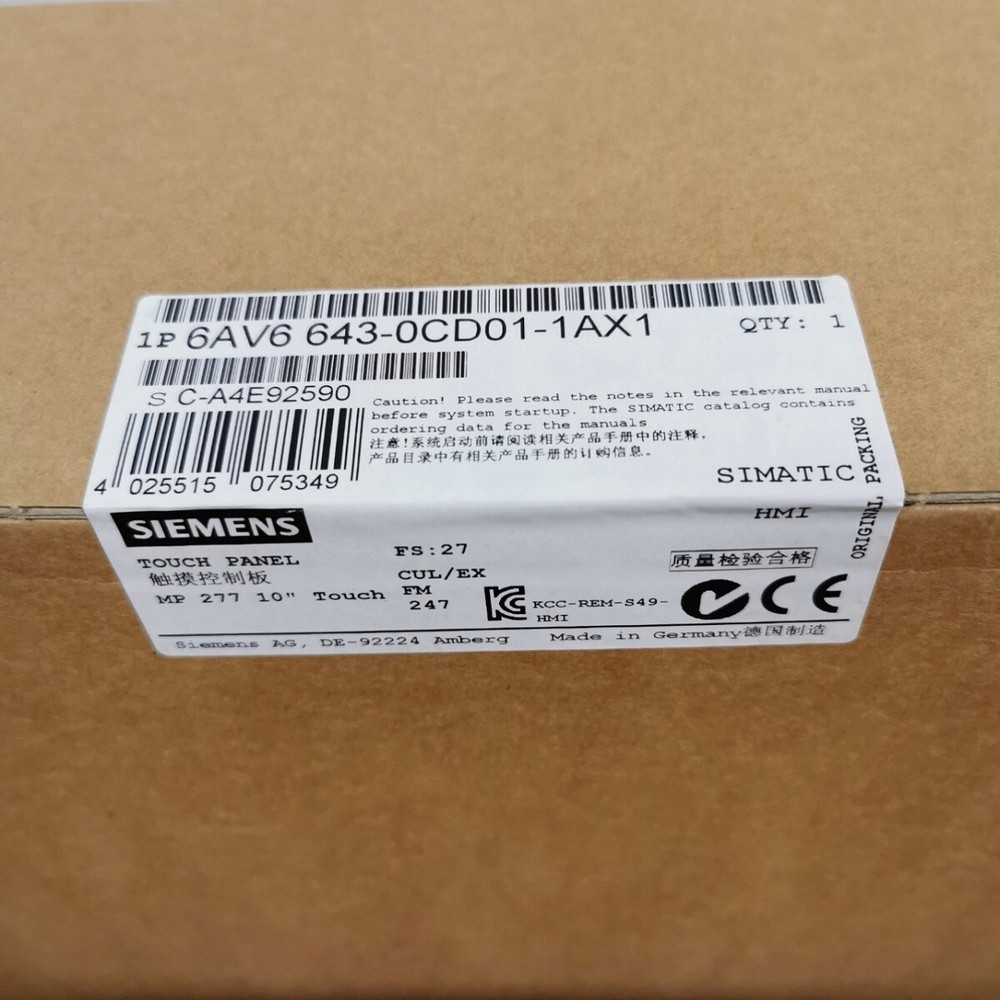 1P 6AV6 643-0CD01-1AX1
QTY: 1
S C-A4E92590
Caution! Please read the notes in the relevant manual
before system startup. The SIMATIC catalog contains
ordering data for the manuals
注意!系统启动前请阅读相关产品手册中的注释,
产品目录中有相关产品手册的订购信息。
4 025515 075349
SIMATIC
HMI
ORIGINAL PACKING
SIEMENS
TOUCH PANEL
触摸控制板
MP 277 10" Touch
FS:27
CUL/EX
FM
247
质量检验合格
KCC-REM-S49-
HMI
CE
Siemens AG, DE-92224 Amberg
Made in Germany德国制造